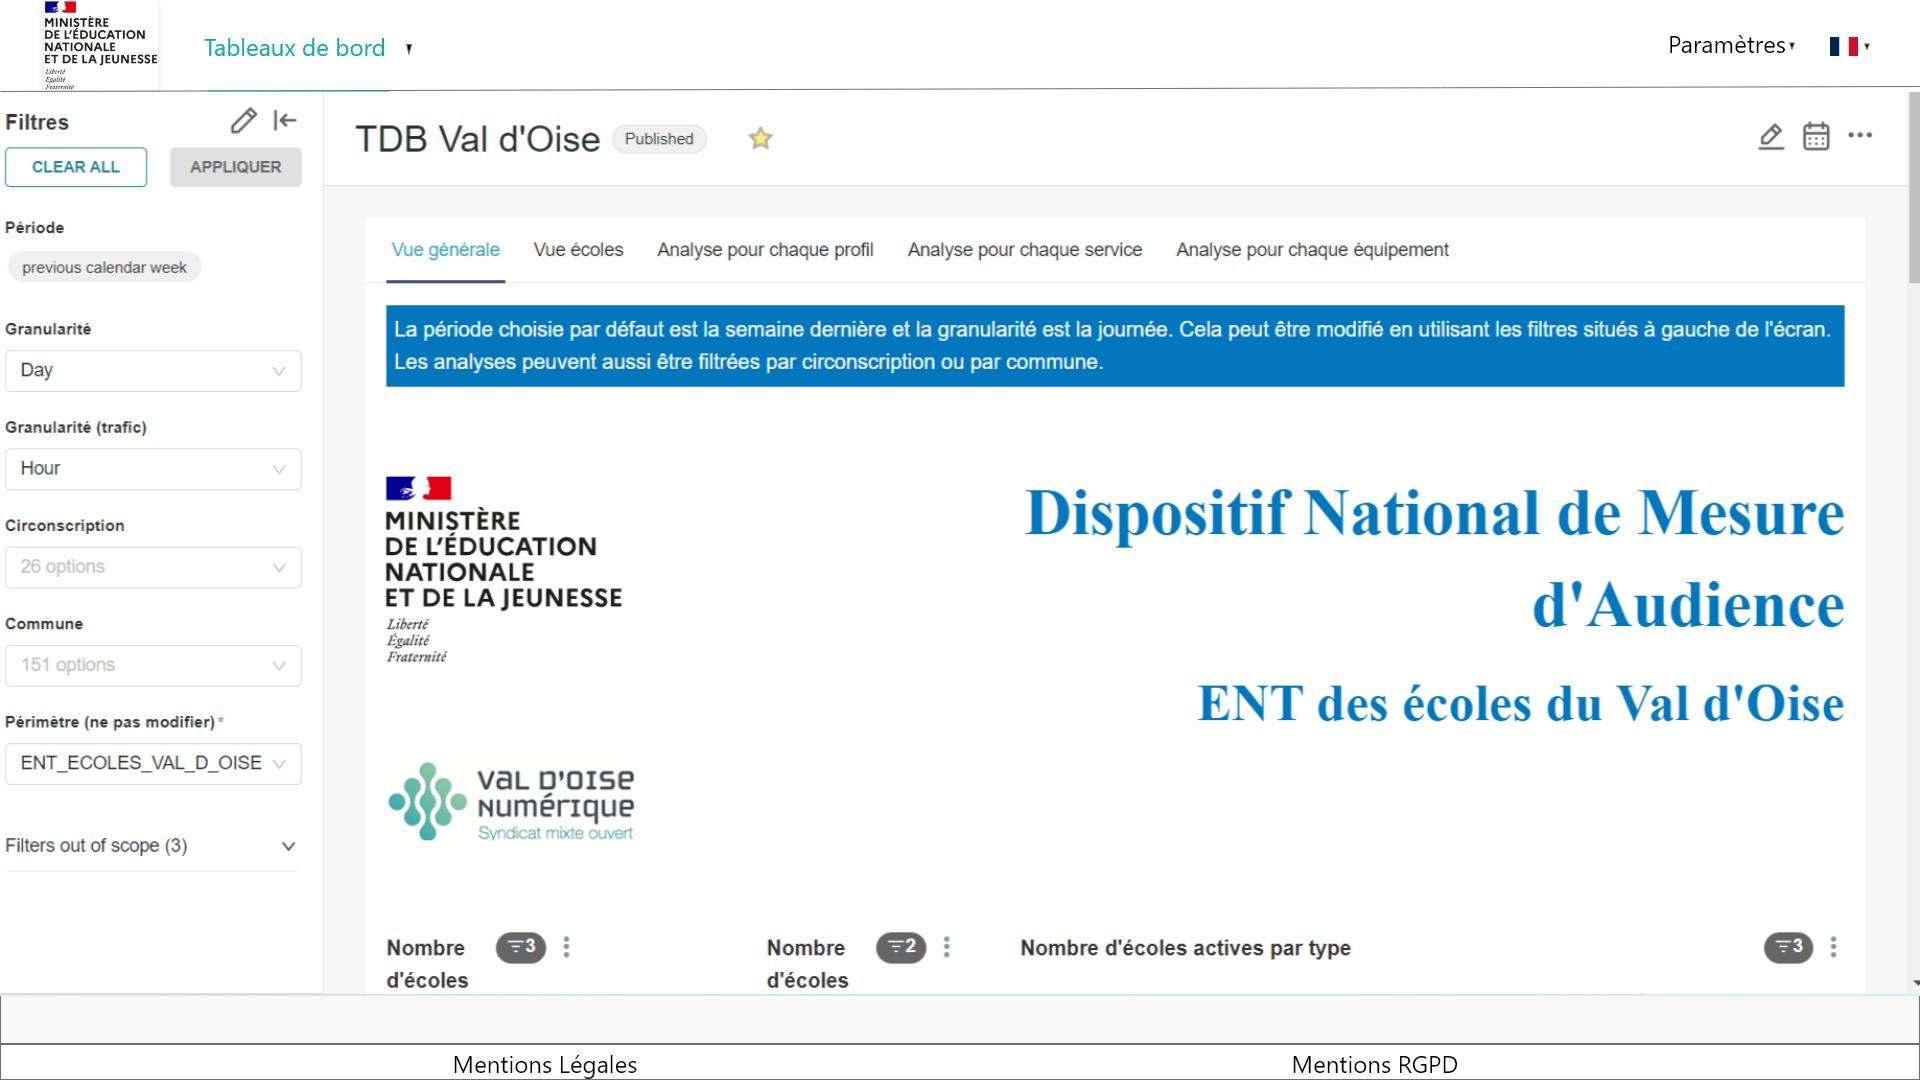 MINISTÈRE
DE L'ÉDUCATION
NATIONALE
ET DE LA JEUNESSE
Liberté
Égalité
Fraternité
Tableaux de bord
Paramètres
Filtres
CLEAR ALL
APPLIQUER
Période
previous calendar week
Granularité
Day
Granularité (trafic)
Hour
Circonscription
26 options
Commune
151 options
Périmètre (ne pas modifier)*
ENT_ECOLES_VAL_D_OISE
Filters out of scope (3)
TDB Val d'Oise
Published
Vue générale
Vue écoles
Analyse pour chaque profil
Analyse pour chaque service
Analyse pour chaque équipement
La période choisie par défaut est la semaine dernière et la granularité est la journée. Cela peut être modifié en utilisant les filtres situés à gauche de l'écran.
Les analyses peuvent aussi être filtrées par circonscription ou par commune.
MINISTÈRE
DE L'ÉDUCATION
NATIONALE
ET DE LA JEUNESSE
Liberté
Égalité
Fraternité
Dispositif National de Mesure
d'Audience
ENT des écoles du Val d'Oise
VAL D'OISE
NUMÉRIQUE
Syndicat mixte ouvert
Nombre
d'écoles
3
Nombre
d'écoles
2
Nombre d'écoles actives par type
3
Mentions Légales
Mentions RGPD